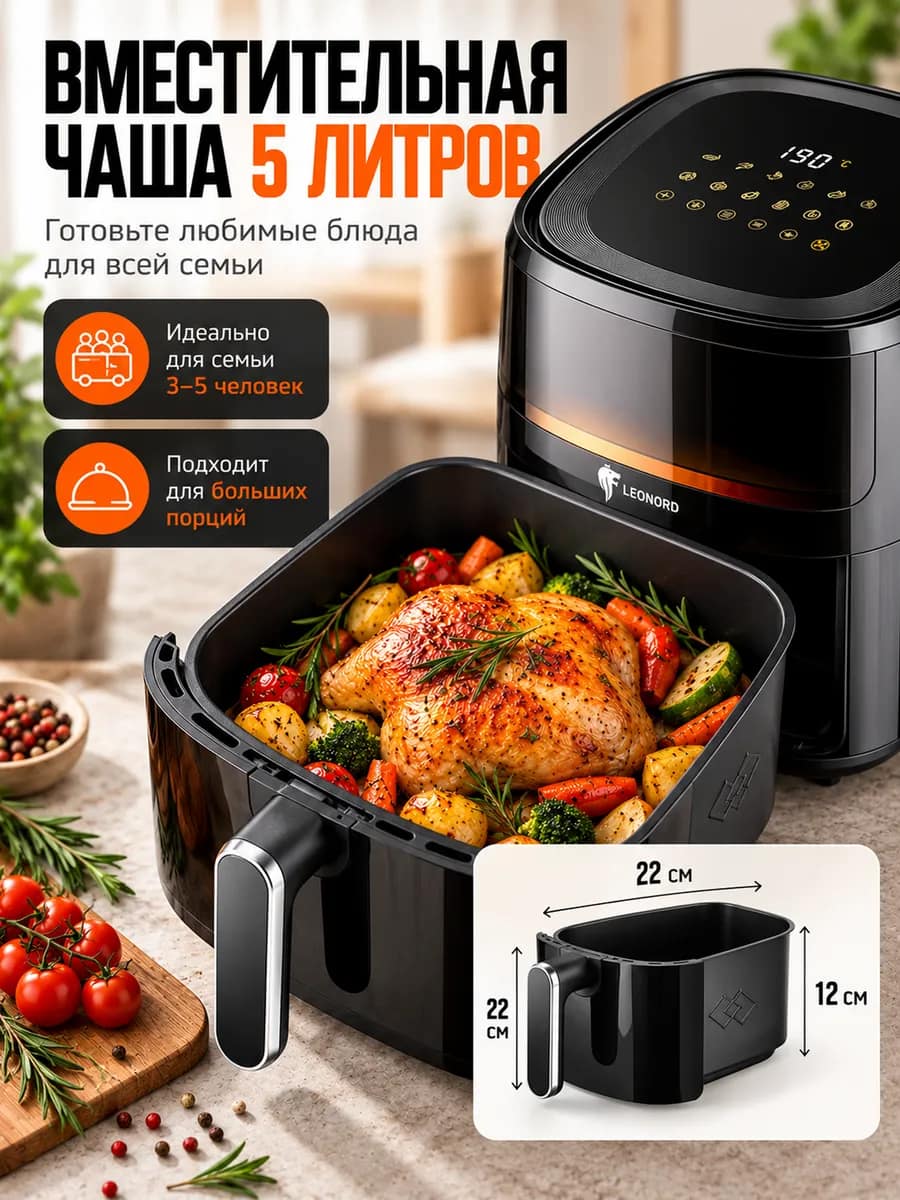 ВМЕСТИТЕЛЬНАЯ
ЧАША 5 ЛИТРОВ
Готовьте любимые блюда
для всей семьи
Идеально
для семьи
3–5 человек
Подходит
для больших
порций
190 °C
LEONORD
22 см
22
см
12 см